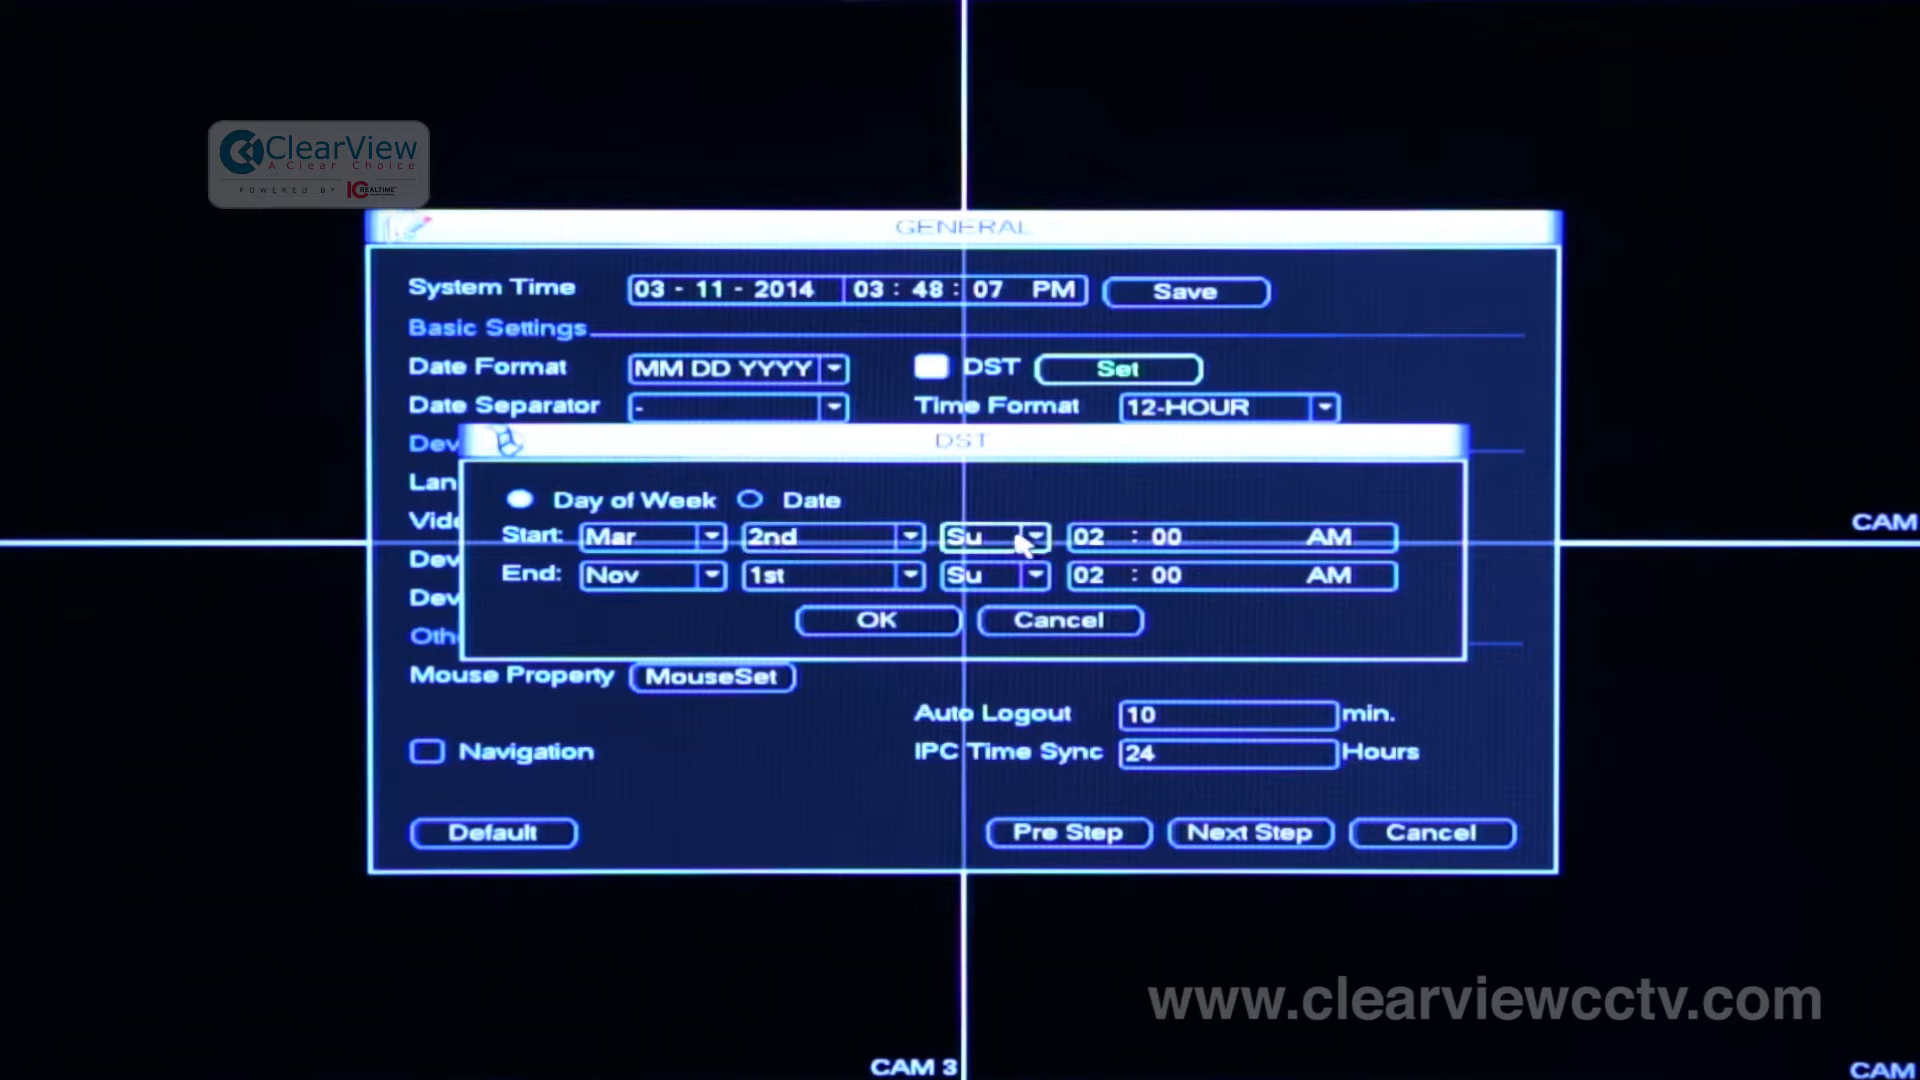 ClearView
A Clear Choice
POWERED BY IC REALTIME
GENERAL
System Time 03 - 11 - 2014 03 : 48 : 07 PM Save
Basic Settings
Date Format MM DD YYYY DST Set
Date Separator - Time Format 12-HOUR
Dev
DST
Lan
Day of Week Date
Vide
Start: Mar 2nd Su 02 : 00 AM
CAM
Dev
End: Nov 1st Su 02 : 00 AM
Dev
OK Cancel
Oth
Mouse Property MouseSet
Auto Logout 10 min.
Navigation IPC Time Sync 24 Hours
Default Pre Step Next Step Cancel
www.clearviewcctv.com
CAM 3
CAM